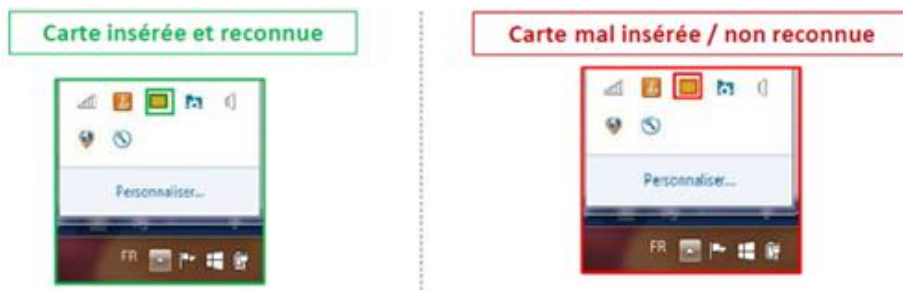 Carte insérée et reconnue
Personnaliser...
FR
Carte mal insérée / non reconnue
Personnaliser...
FR